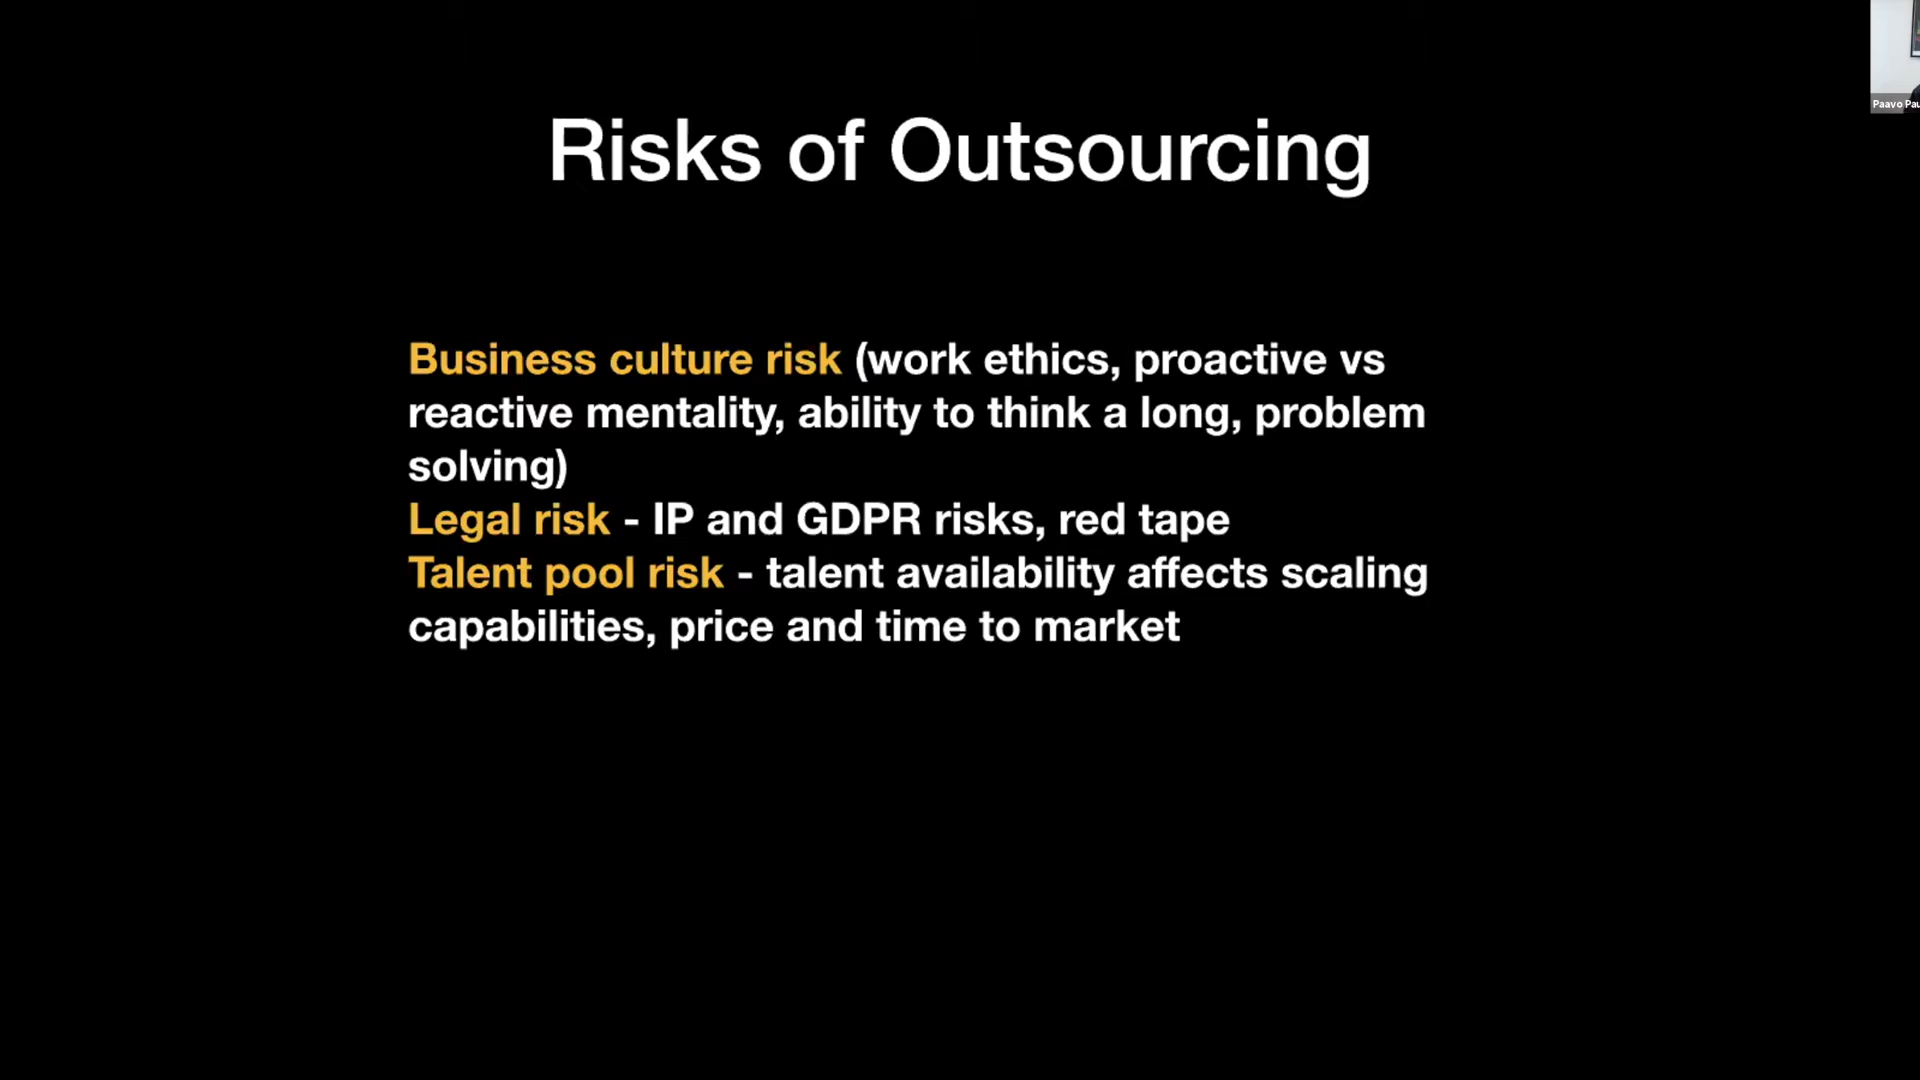 Risks of Outsourcing
Business culture risk (work ethics, proactive vs
reactive mentality, ability to think a long, problem
solving)
Legal risk - IP and GDPR risks, red tape
Talent pool risk - talent availability affects scaling
capabilities, price and time to market
Paavo